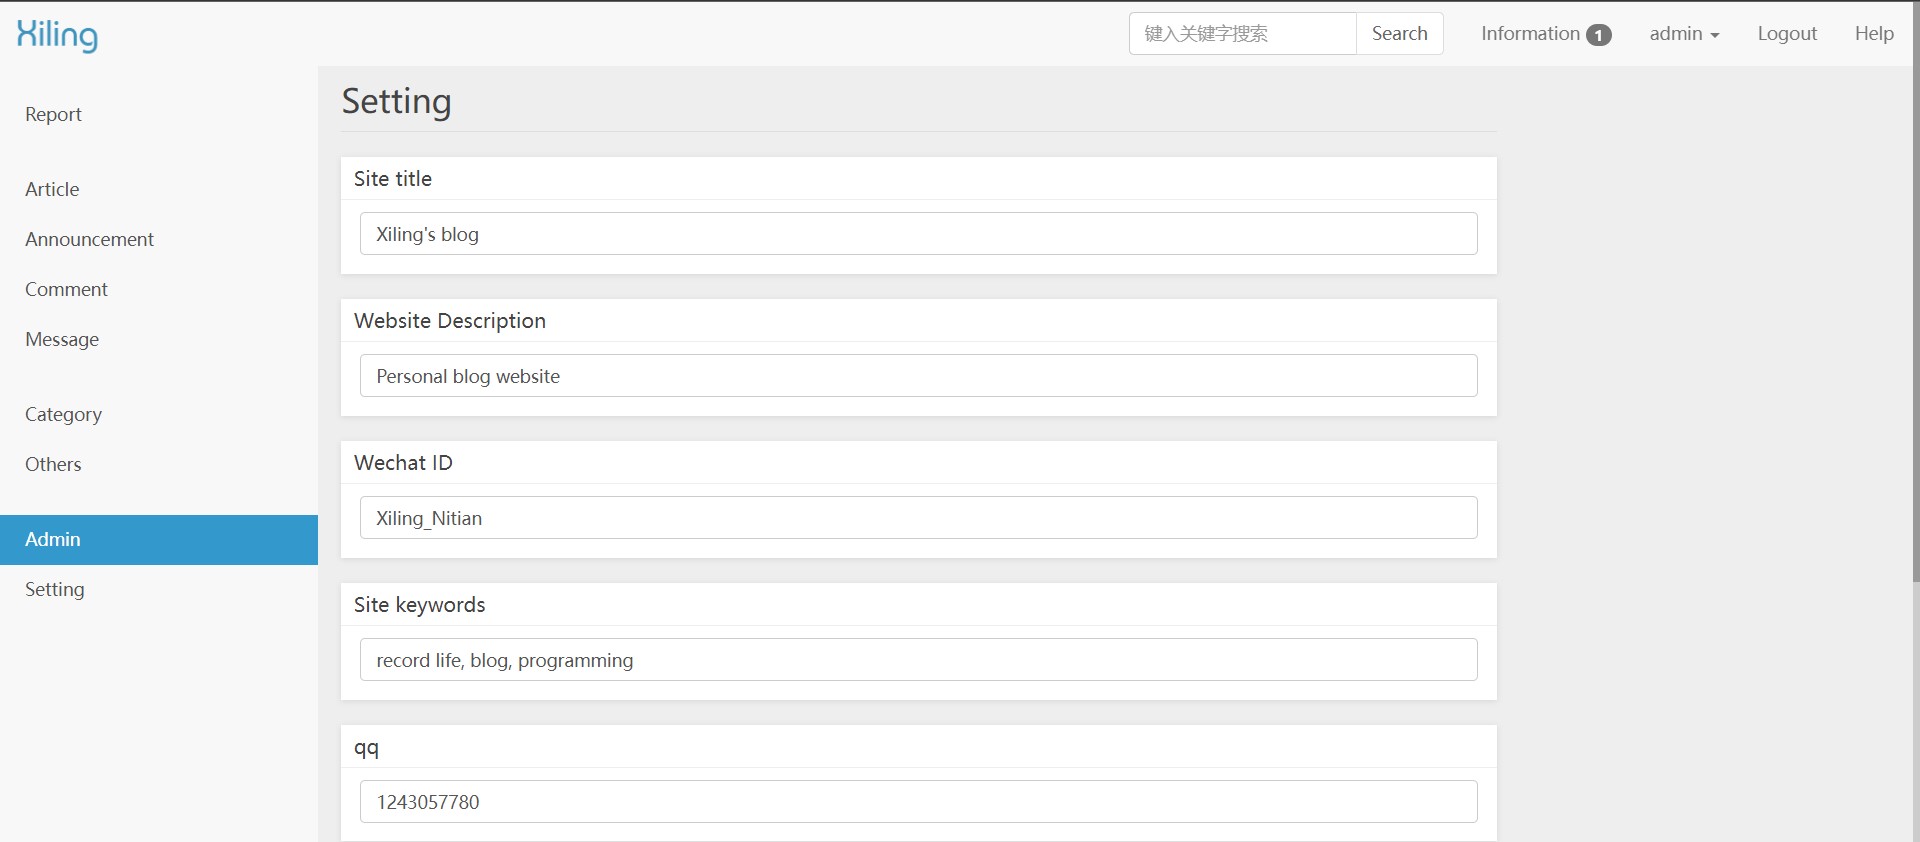 Xiling
键入关键字搜索 Search Information 1 admin Logout Help
Report
Article
Announcement
Comment
Message
Category
Others
Admin
Setting
Setting
Site title
Xiling's blog
Website Description
Personal blog website
Wechat ID
Xiling_Nitian
Site keywords
record life, blog, programming
qq
1243057780